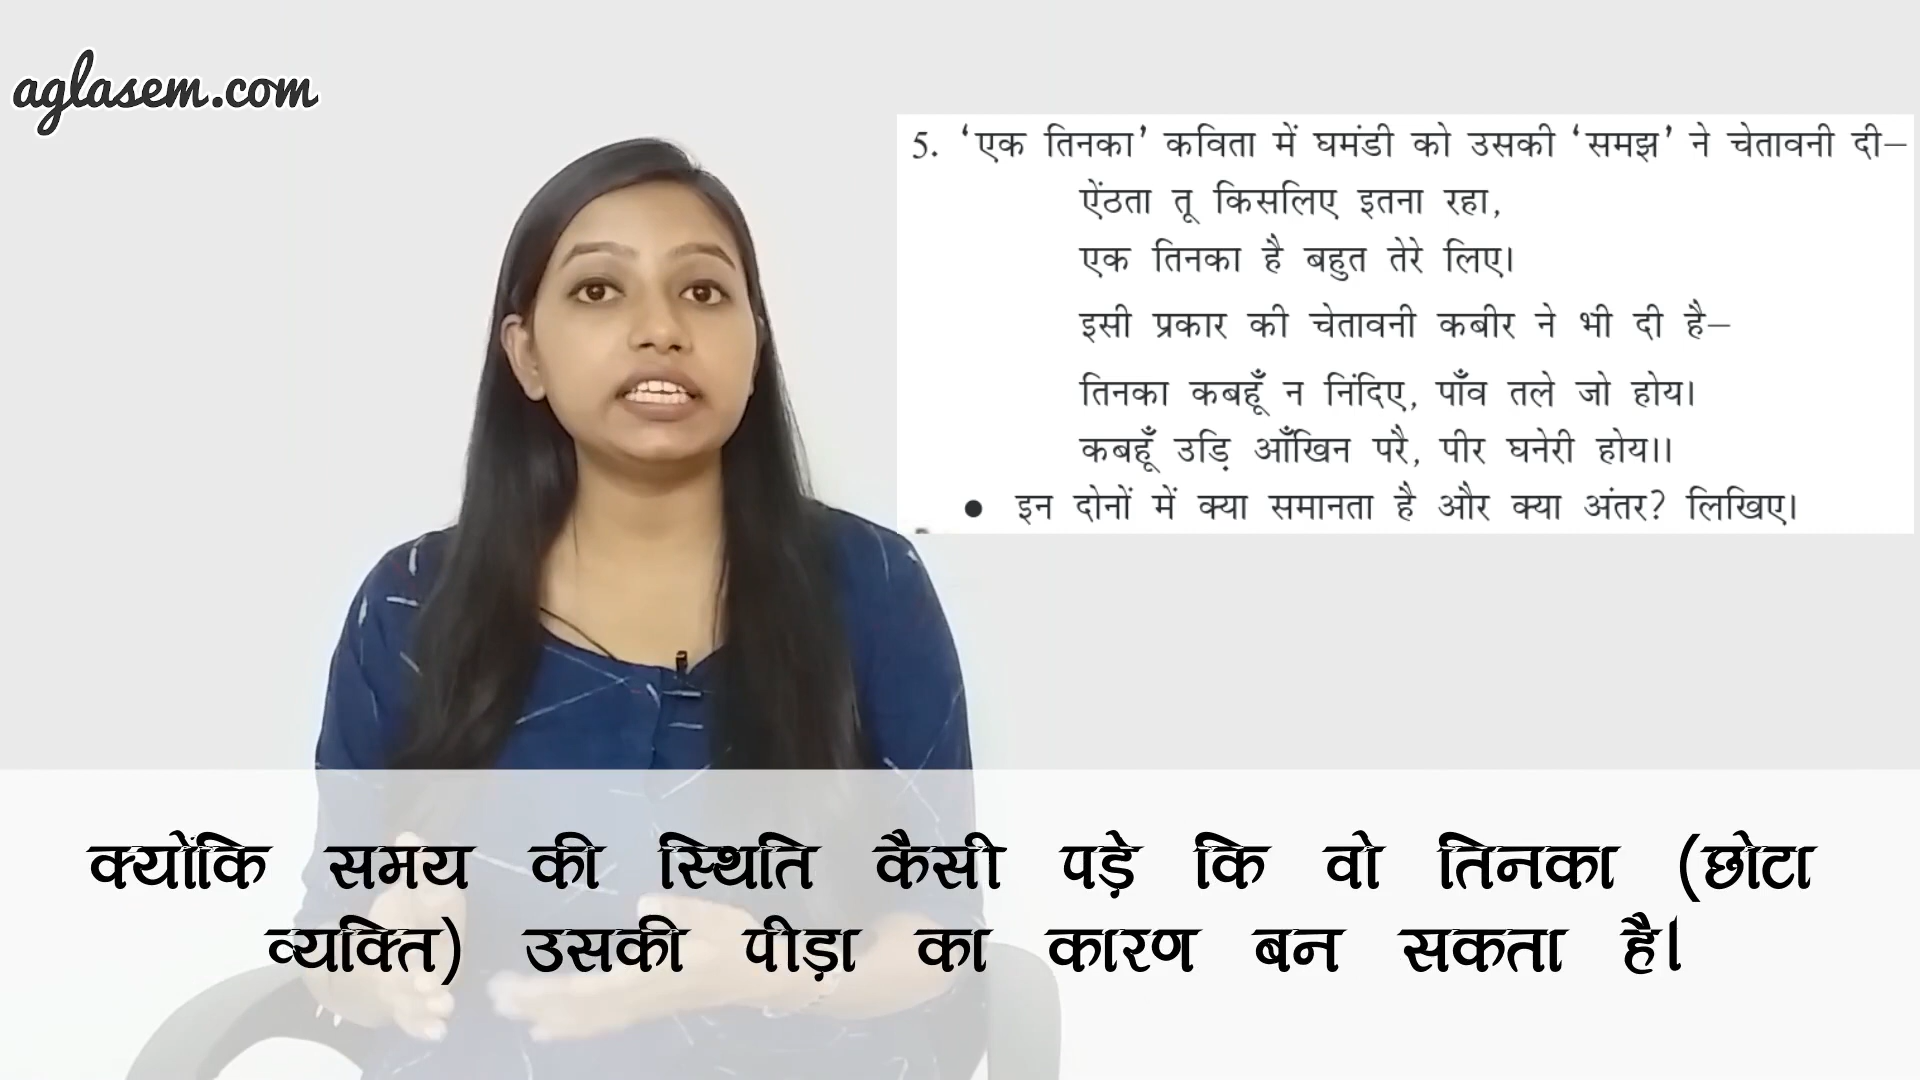 aglasem.com
5. ‘एक तिनका’ कविता में घमंडी को उसकी ‘समझ’ ने चेतावनी दी–
ऐंठता तू किसलिए इतना रहा,
एक तिनका है बहुत तेरे लिए।
इसी प्रकार की चेतावनी कबीर ने भी दी है–
तिनका कबहूँ न निंदिए, पाँव तले जो होय।
कबहूँ उड़ि आँखिन परै, पीर घनेरी होय।।
● इन दोनों में क्या समानता है और क्या अंतर? लिखिए।
क्योंकि समय की स्थिति कैसी पड़े कि वो तिनका (छोटा
व्यक्ति) उसकी पीड़ा का कारण बन सकता है।